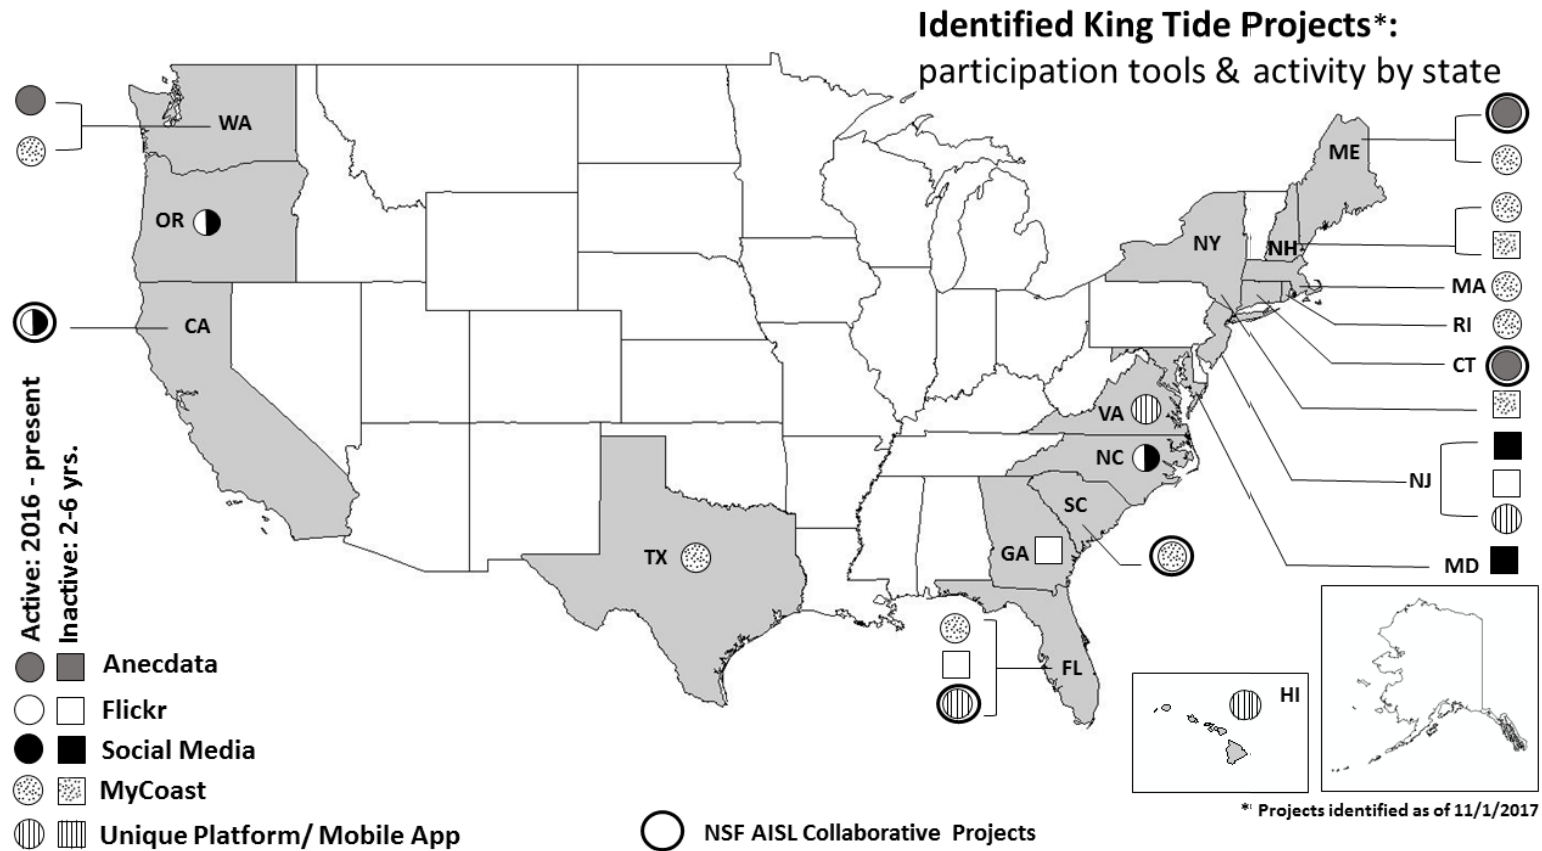 Identified King Tide Projects*:
participation tools & activity by state
WA
OR
CA
TX
ME
NY
NH
MA
RI
CT
VA
NC
NJ
SC
GA
MD
FL
HI
Active: 2016 - present
Inactive: 2-6 yrs.
Anecdata
Flickr
Social Media
MyCoast
Unique Platform/ Mobile App
NSF AISL Collaborative Projects
* Projects identified as of 11/1/2017